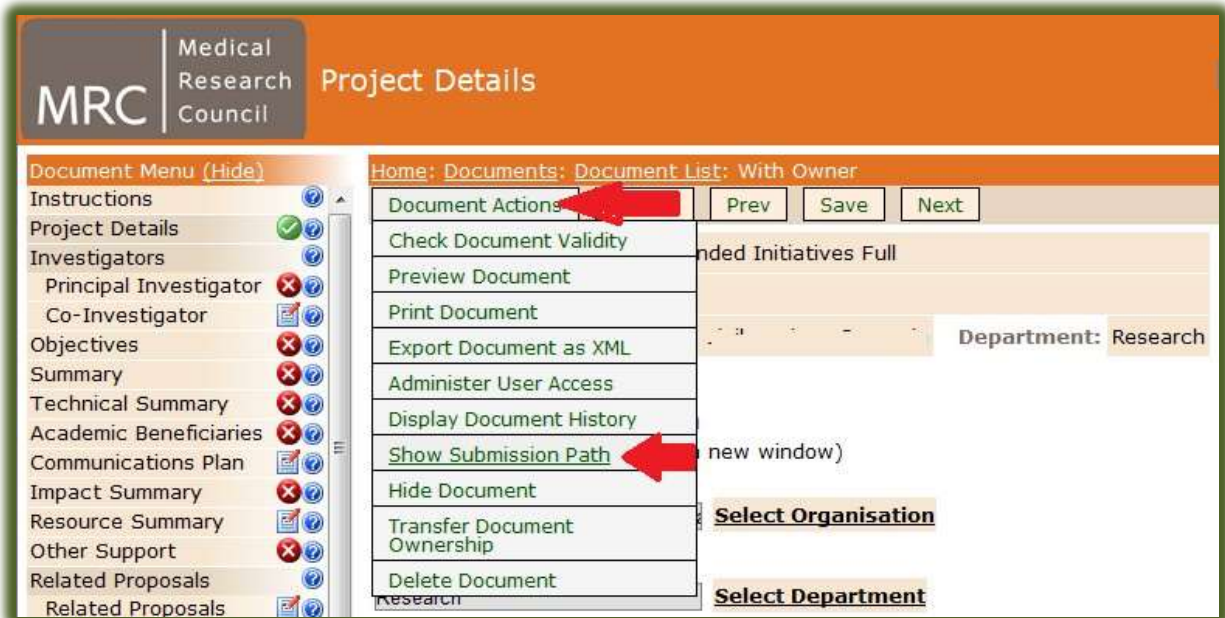 MRC
Medical
Research
Council
Project Details
Document Menu (Hide)
Instructions
Project Details
Investigators
Principal Investigator
Co-Investigator
Objectives
Summary
Technical Summary
Academic Beneficiaries
Communications Plan
Impact Summary
Resource Summary
Other Support
Related Proposals
Related Proposals
Home: Documents: Document List: With Owner
Document Actions Prev Save Next
Check Document Validity
Preview Document
Print Document
Export Document as XML
Administer User Access
Display Document History
Show Submission Path
Hide Document
Transfer Document
Ownership
Delete Document
nded Initiatives Full
Department: Research
new window)
Select Organisation
Research Select Department